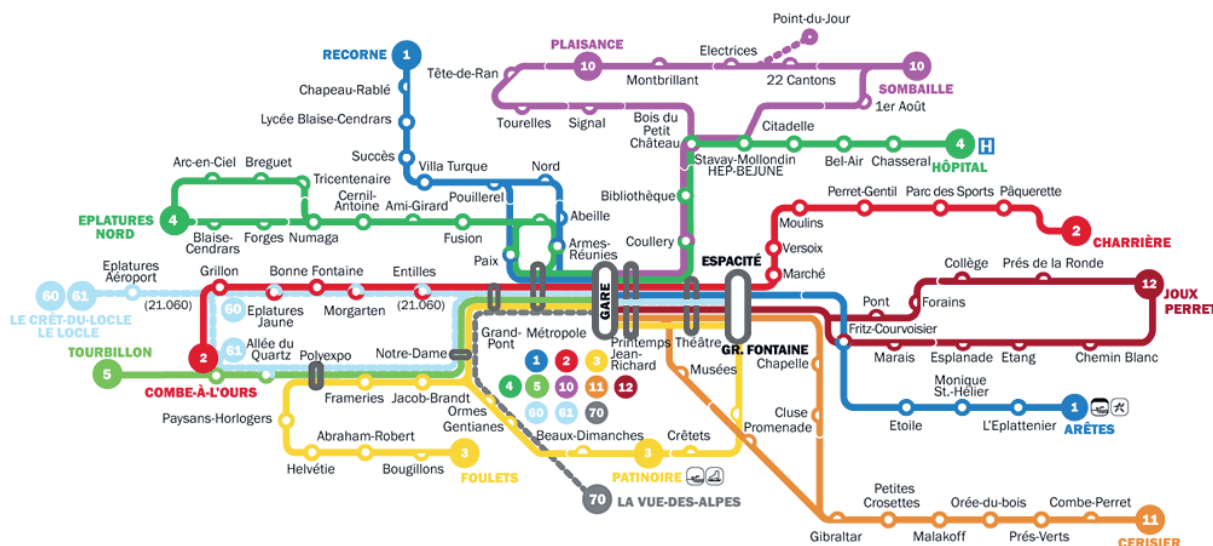 Point-du-Jour
RECORNE
1
PLAISANCE
10
Electrices
Tête-de-Ran
Montbrillant
22 Cantons
10
SOMBAILLE
Chapeau-Rablé
Lycée Blaise-Cendrars
Tourelles
Signal
Bois du
Petit
Château
1er Août
Citadelle
Succès
Stavay-Mollondin
HEP-BEJUNE
Bel-Air
Chasseral
4
H
HÔPITAL
Arc-en-Ciel
Breguet
Tricentenaire
Villa Turque
Nord
Pouillerel
Bibliothèque
Cernil-
Antoine
Ami-Girard
Abeille
Perret-Gentil
Parc des Sports
Pâquerette
EPLATURES
NORD
4
Blaise-
Cendrars
Forges
Numaga
Fusion
Armes-
Réunies
Coullery
Moulins
2
CHARRIÈRE
Versoix
Paix
ESPACITÉ
Marché
Eplatures
Aéroport
Grillon
Bonne Fontaine
Entilles
GARE
Collège
Prés de la Ronde
60
61
(21.060)
60
Eplatures
Jaune
Morgarten
(21.060)
12
JOUX
PERRET
LE CRÊT-DU-LOCLE
LE LOCLE
Pont
Forains
61
Allée du
Quartz
Polyexpo
Notre-Dame
Grand-
Pont
Métropole
Printemps
Jean-
Richard
Théâtre
GR. FONTAINE
Fritz-Courvoisier
TOURBILLON
5
2
COMBE-À-L'OURS
1
2
3
4
5
10
11
12
60
61
70
Musées
Chapelle
Marais
Esplanade
Etang
Chemin Blanc
Frameries
Jacob-Brandt
Paysans-Horlogers
Ormes
Gentianes
Cluse
Promenade
Monique
St.-Hélier
1
Etoile
L'Eplattenier
ARÊTES
Abraham-Robert
Beaux-Dimanches
Crêtets
Helvétie
Bougillons
3
FOULETS
3
PATINOIRE
70
LA VUE-DES-ALPES
Petites
Crosettes
Orée-du-bois
Combe-Perret
11
Gibraltar
Malakoff
Prés-Verts
CERISIER